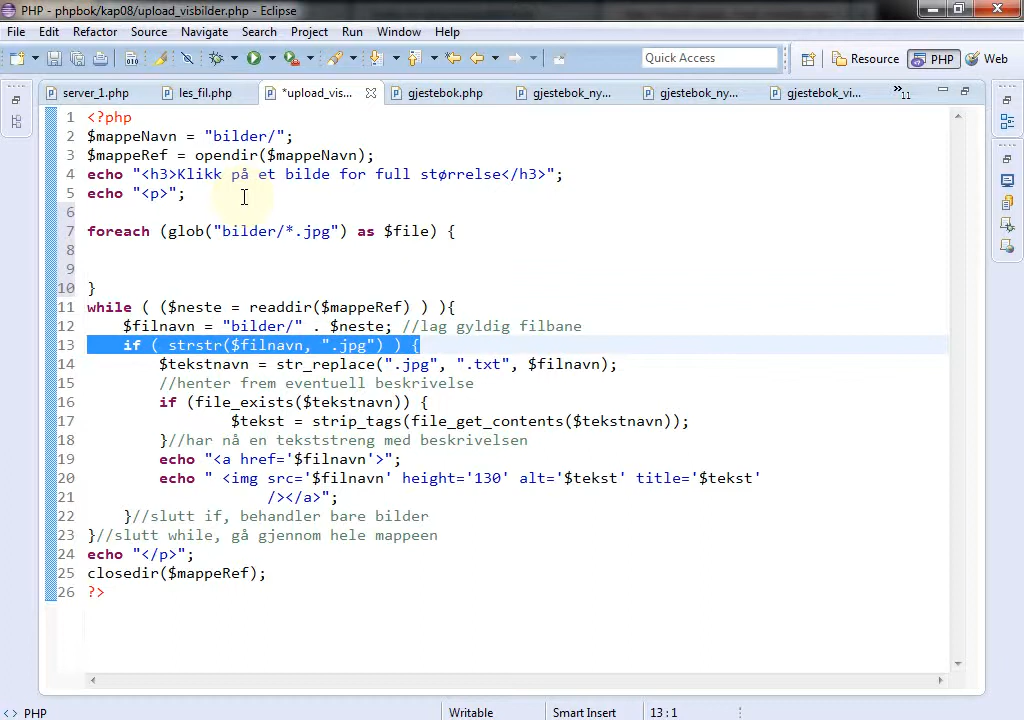 PHP - phpbok/kap08/upload_visbilder.php - Eclipse
File Edit Refactor Source Navigate Search Project Run Window Help
Quick Access Resource PHP Web
server_1.php les_fil.php *upload_vis... gjestebok.php gjestebok_ny... gjestebok_ny... gjestebok_vi... »11
1 <?php
2 $mappeNavn = "bilder/";
3 $mappeRef = opendir($mappeNavn);
4 echo "<h3>Klikk på et bilde for full størrelse</h3>";
5 echo "<p>";
6
7 foreach (glob("bilder/*.jpg") as $file) {
8
9
10 }
11 while ( ($neste = readdir($mappeRef) ) ){
12 $filnavn = "bilder/" . $neste; //lag gyldig filbane
13 if ( strstr($filnavn, ".jpg") ) {
14 $tekstnavn = str_replace(".jpg", ".txt", $filnavn);
15 //henter frem eventuell beskrivelse
16 if (file_exists($tekstnavn)) {
17 $tekst = strip_tags(file_get_contents($tekstnavn));
18 }//har nå en tekststreng med beskrivelsen
19 echo "<a href='$filnavn'>";
20 echo " <img src='$filnavn' height='130' alt='$tekst' title='$tekst'
21 /></a>";
22 }//slutt if, behandler bare bilder
23 }//slutt while, gå gjennom hele mappeen
24 echo "</p>";
25 closedir($mappeRef);
26 ?>
PHP Writable Smart Insert 13 : 1